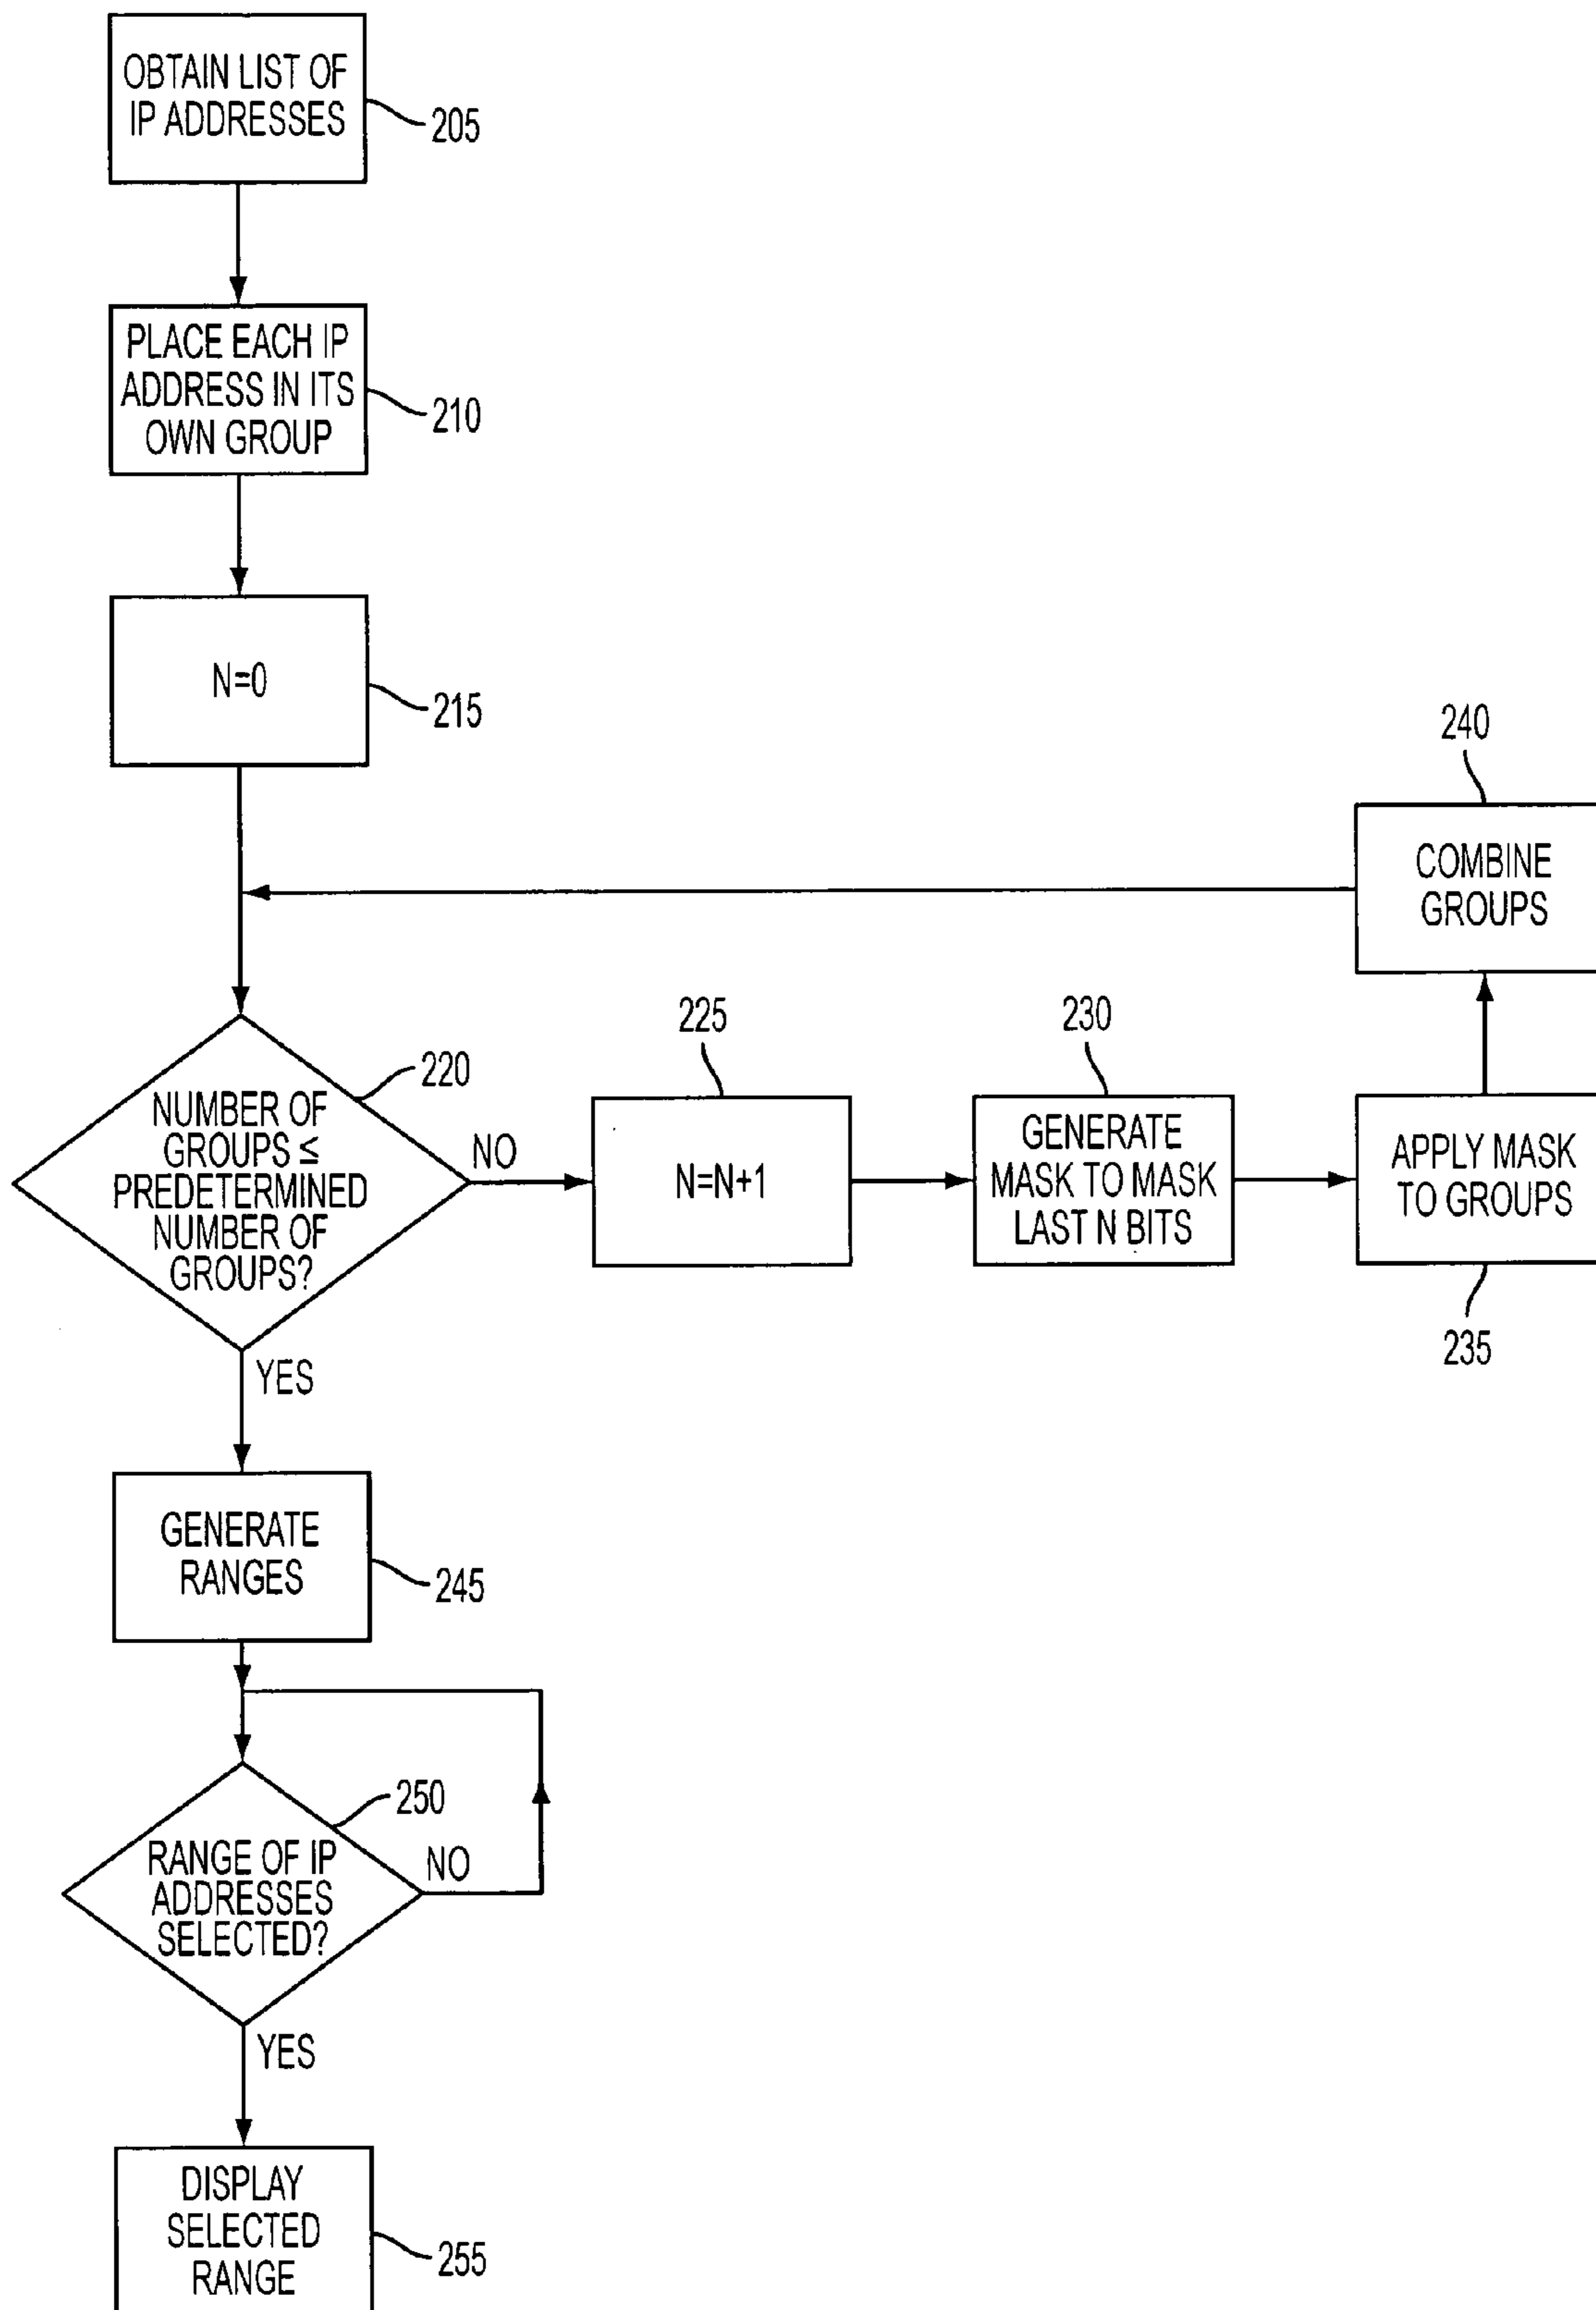 OBTAIN LIST OF
IP ADDRESSES
205
PLACE EACH IP
ADDRESS IN ITS
OWN GROUP
210
N=0
215
240
COMBINE
GROUPS
220
NUMBER OF
GROUPS ≤
PREDETERMINED
NUMBER OF
GROUPS?
NO
225
N=N+1
230
GENERATE
MASK TO MASK
LAST N BITS
APPLY MASK
TO GROUPS
235
YES
GENERATE
RANGES
245
250
RANGE OF IP
ADDRESSES
SELECTED?
NO
YES
DISPLAY
SELECTED
RANGE
255